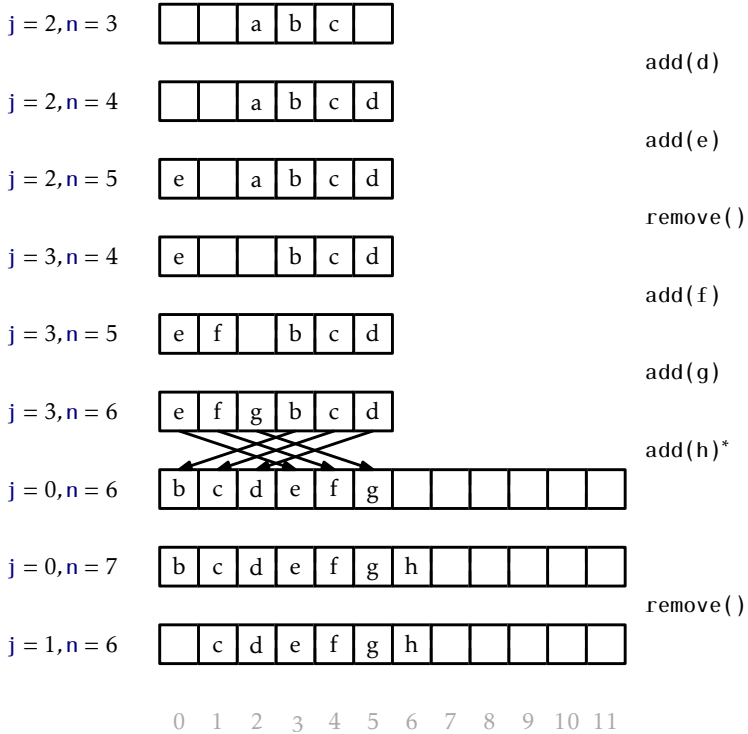 j = 2, n = 3 a b c
add(d)
j = 2, n = 4 a b c d
add(e)
j = 2, n = 5 e a b c d
remove()
j = 3, n = 4 e b c d
add(f)
j = 3, n = 5 e f b c d
add(g)
j = 3, n = 6 e f g b c d
add(h)*
j = 0, n = 6 b c d e f g
j = 0, n = 7 b c d e f g h
remove()
j = 1, n = 6 c d e f g h
0 1 2 3 4 5 6 7 8 9 10 11